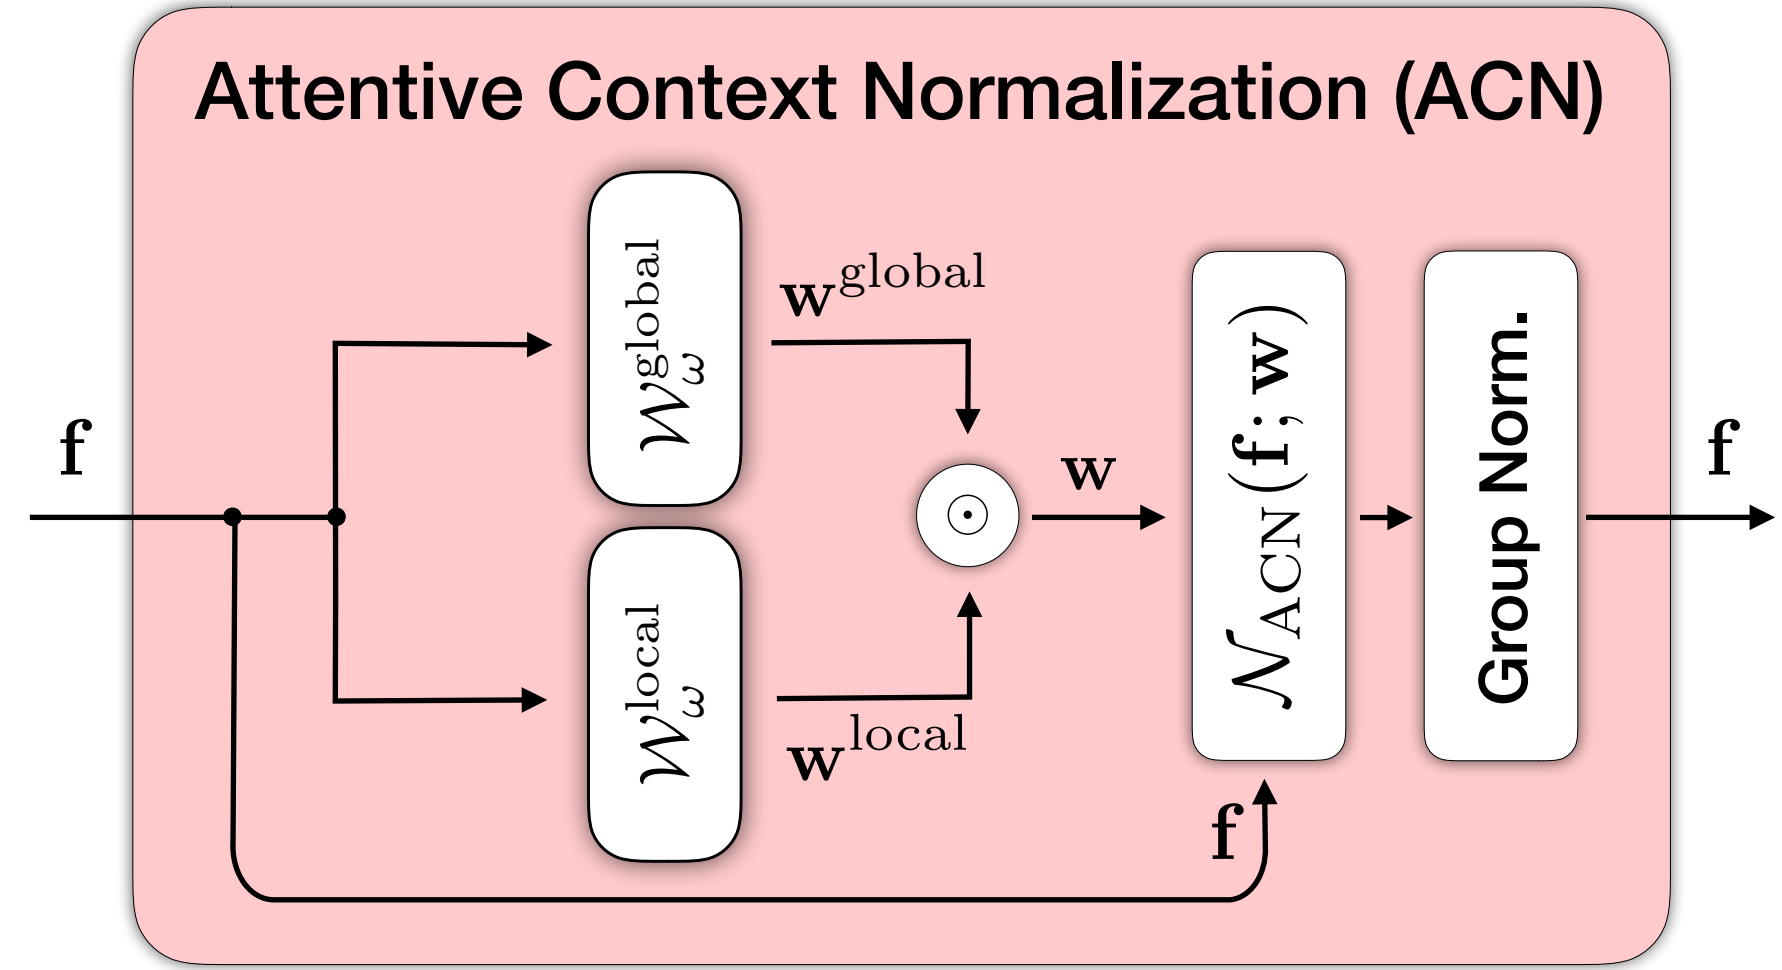 Attentive Context Normalization (ACN)
f
𝒲_ω^global
w^global
𝒲_ω^local
w^local
⊙
w
𝒩_ACN(f; w)
f
Group Norm.
f